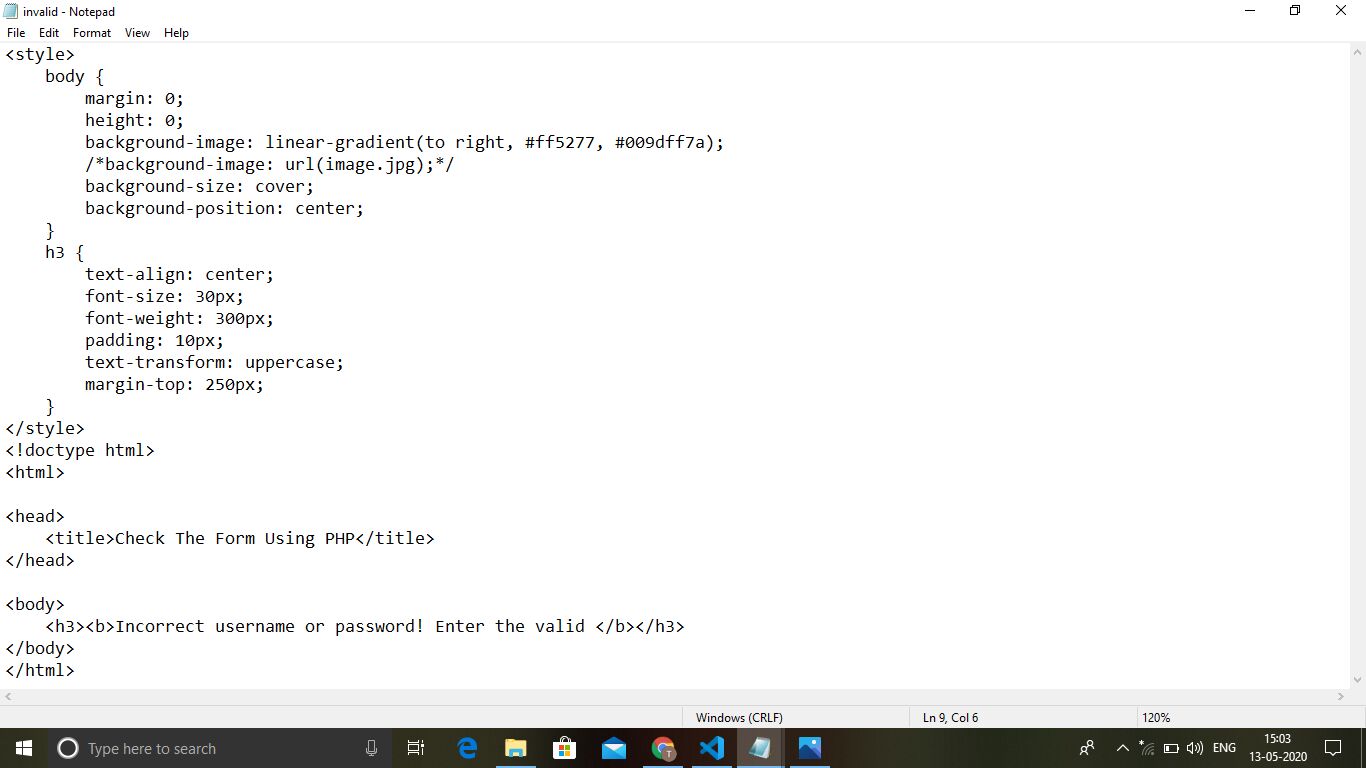 invalid - Notepad
File Edit Format View Help
<style>
    body {
        margin: 0;
        height: 0;
        background-image: linear-gradient(to right, #ff5277, #009dff7a);
        /*background-image: url(image.jpg);*/
        background-size: cover;
        background-position: center;
    }
    h3 {
        text-align: center;
        font-size: 30px;
        font-weight: 300px;
        padding: 10px;
        text-transform: uppercase;
        margin-top: 250px;
    }
</style>
<!doctype html>
<html>

<head>
    <title>Check The Form Using PHP</title>
</head>

<body>
    <h3><b>Incorrect username or password! Enter the valid </b></h3>
</body>
</html>
Windows (CRLF) Ln 9, Col 6 120%
Type here to search
T
ENG
15:03
13-05-2020